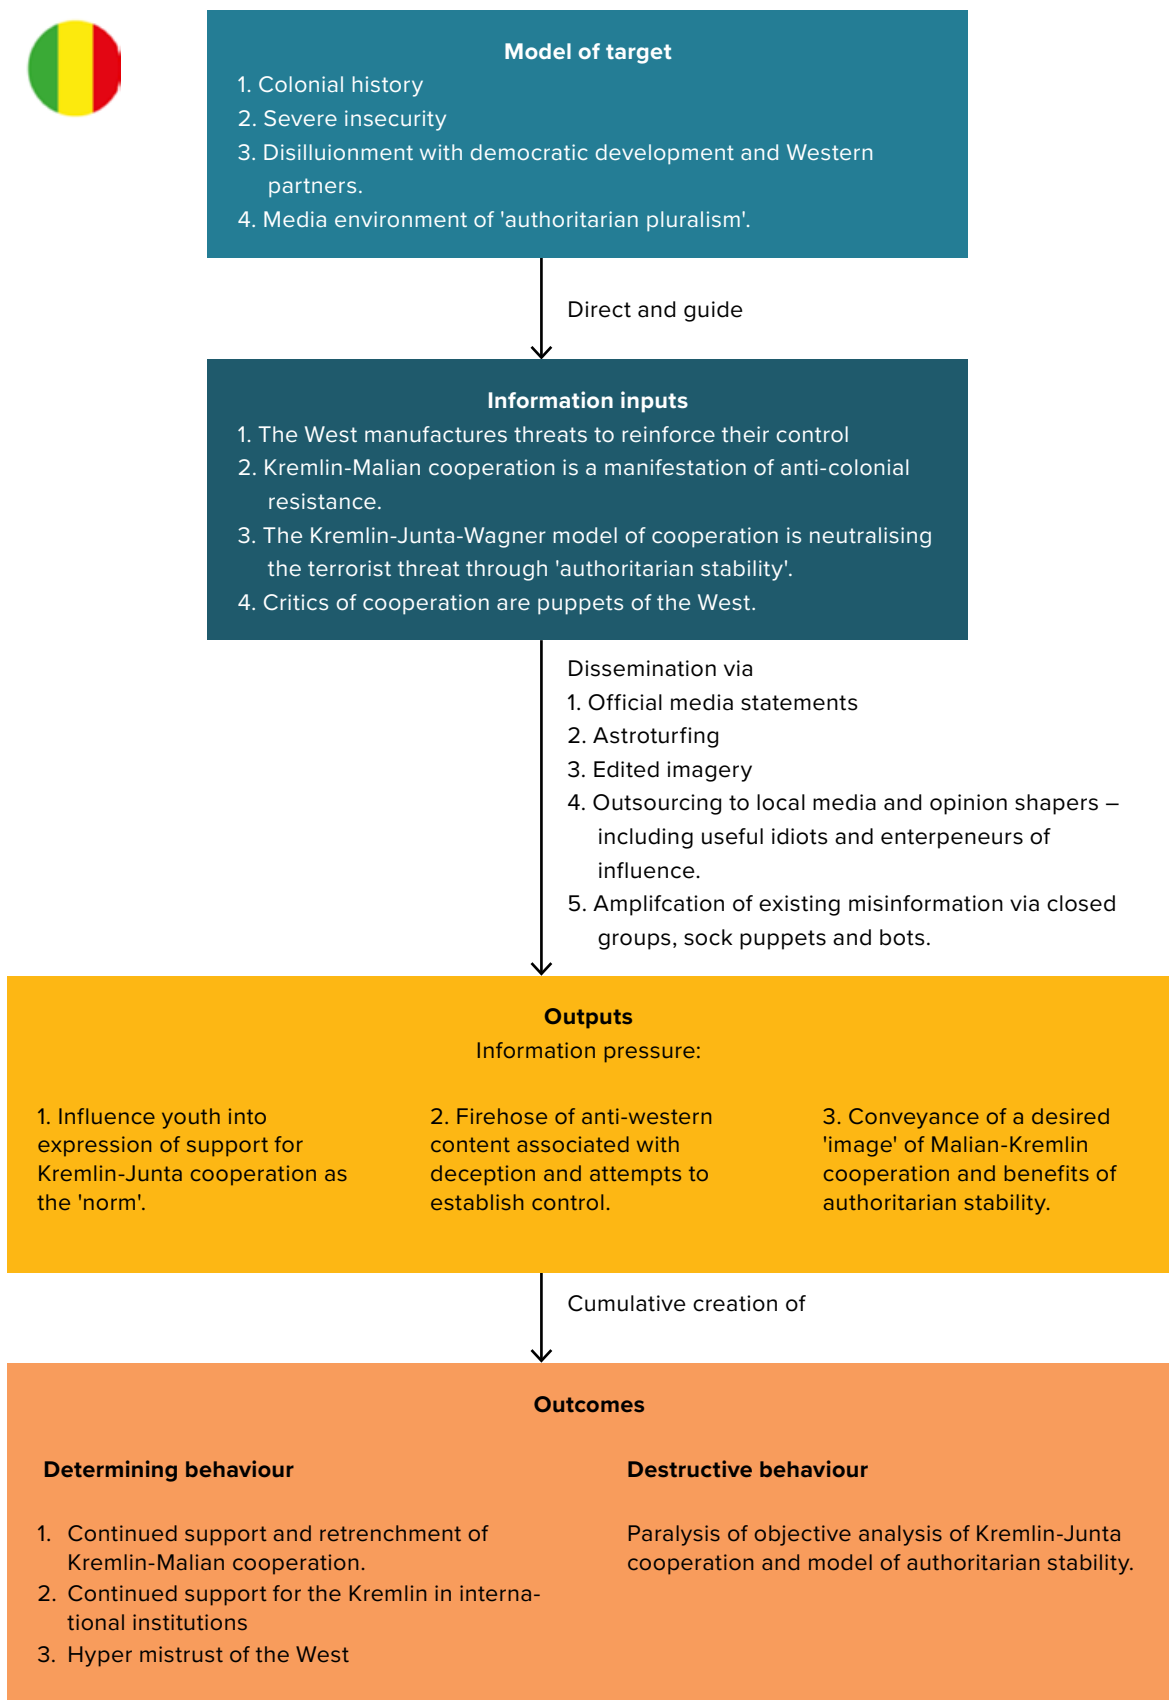 Model of target
1. Colonial history
2. Severe insecurity
3. Disilluionment with democratic development and Western
partners.
4. Media environment of 'authoritarian pluralism'.
Direct and guide
Information inputs
1. The West manufactures threats to reinforce their control
2. Kremlin-Malian cooperation is a manifestation of anti-colonial
resistance.
3. The Kremlin-Junta-Wagner model of cooperation is neutralising
the terrorist threat through 'authoritarian stability'.
4. Critics of cooperation are puppets of the West.
Dissemination via
1. Official media statements
2. Astroturfing
3. Edited imagery
4. Outsourcing to local media and opinion shapers –
including useful idiots and enterpeneurs of
influence.
5. Amplifcation of existing misinformation via closed
groups, sock puppets and bots.
Outputs
Information pressure:
1. Influence youth into
expression of support for
Kremlin-Junta cooperation as
the 'norm'.
2. Firehose of anti-western
content associated with
deception and attempts to
establish control.
3. Conveyance of a desired
'image' of Malian-Kremlin
cooperation and benefits of
authoritarian stability.
Cumulative creation of
Outcomes
Determining behaviour
1. Continued support and retrenchment of
Kremlin-Malian cooperation.
2. Continued support for the Kremlin in interna-
tional institutions
3. Hyper mistrust of the West
Destructive behaviour
Paralysis of objective analysis of Kremlin-Junta
cooperation and model of authoritarian stability.